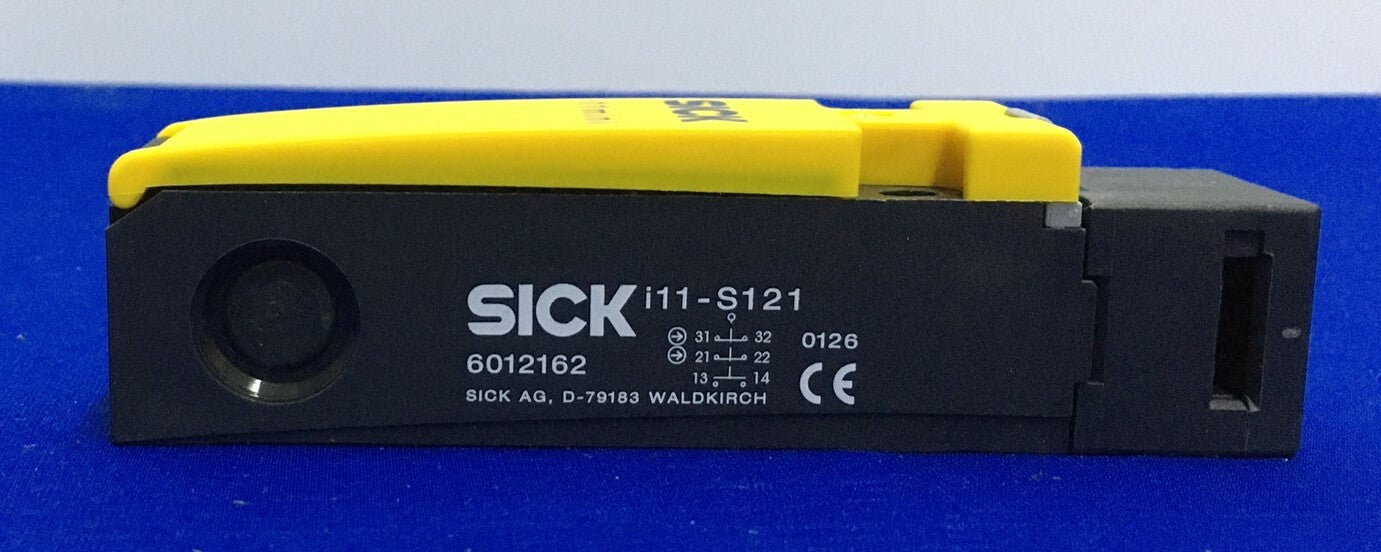 SICK
SICK i11-S121
31 32
6012162 21 22 0126
13 14 CE
SICK AG, D-79183 WALDKIRCH